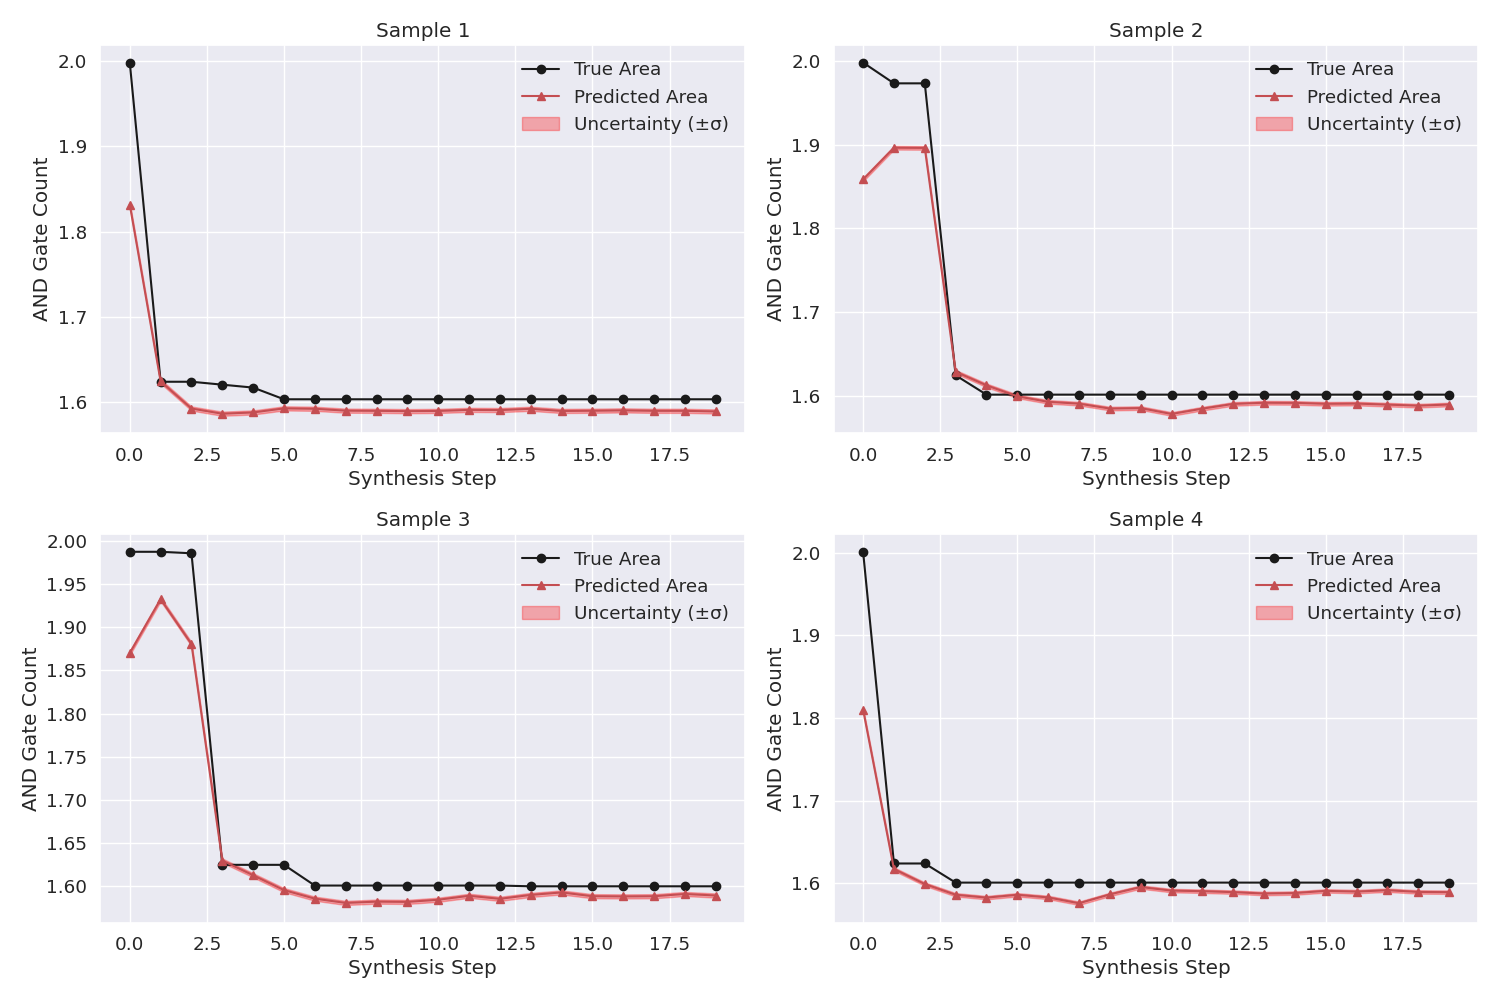 Sample 1
AND Gate Count
2.0
1.9
1.8
1.7
1.6
True Area
Predicted Area
Uncertainty (±σ)
0.0 2.5 5.0 7.5 10.0 12.5 15.0 17.5
Synthesis Step
Sample 2
AND Gate Count
2.0
1.9
1.8
1.7
1.6
True Area
Predicted Area
Uncertainty (±σ)
0.0 2.5 5.0 7.5 10.0 12.5 15.0 17.5
Synthesis Step
Sample 3
AND Gate Count
2.00
1.95
1.90
1.85
1.80
1.75
1.70
1.65
1.60
True Area
Predicted Area
Uncertainty (±σ)
0.0 2.5 5.0 7.5 10.0 12.5 15.0 17.5
Synthesis Step
Sample 4
AND Gate Count
2.0
1.9
1.8
1.7
1.6
True Area
Predicted Area
Uncertainty (±σ)
0.0 2.5 5.0 7.5 10.0 12.5 15.0 17.5
Synthesis Step